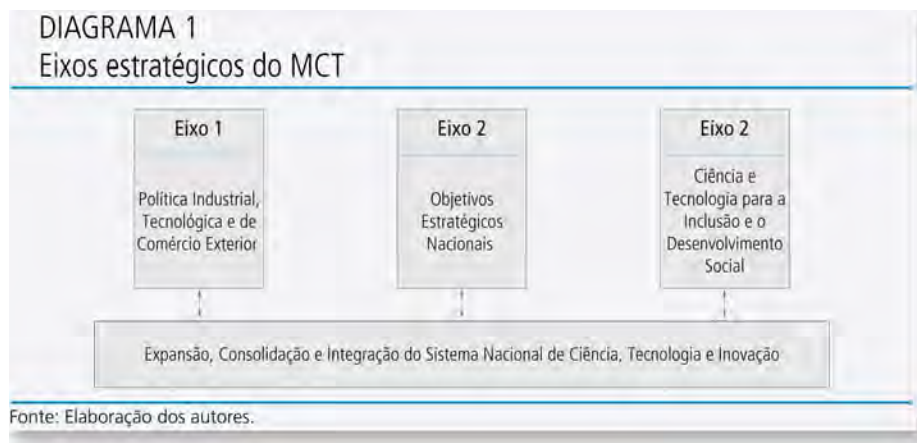 DIAGRAMA 1
Eixos estratégicos do MCT
Eixo 1
Política Industrial,
Tecnológica e de
Comércio Exterior
Eixo 2
Objetivos
Estratégicos
Nacionais
Eixo 2
Ciência e
Tecnologia para a
Inclusão e o
Desenvolvimento
Social
Expansão, Consolidação e Integração do Sistema Nacional de Ciência, Tecnologia e Inovação
Fonte: Elaboração dos autores.